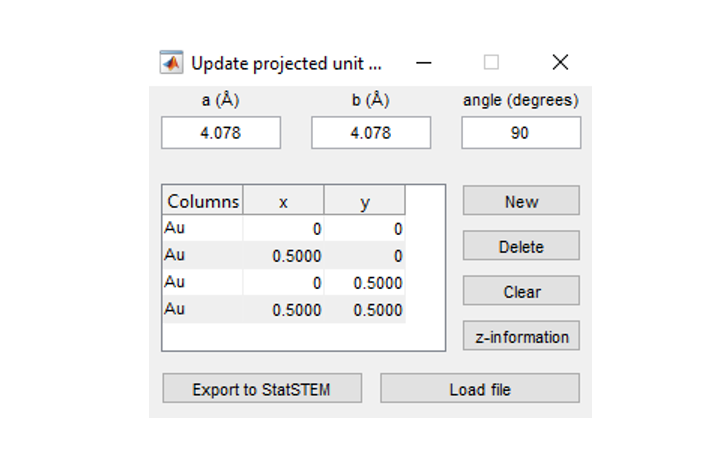 Update projected unit ...
a (Å) b (Å) angle (degrees)
4.078 4.078 90
Columns x y
Au 0 0
Au 0.5000 0
Au 0 0.5000
Au 0.5000 0.5000
New
Delete
Clear
z-information
Export to StatSTEM Load file